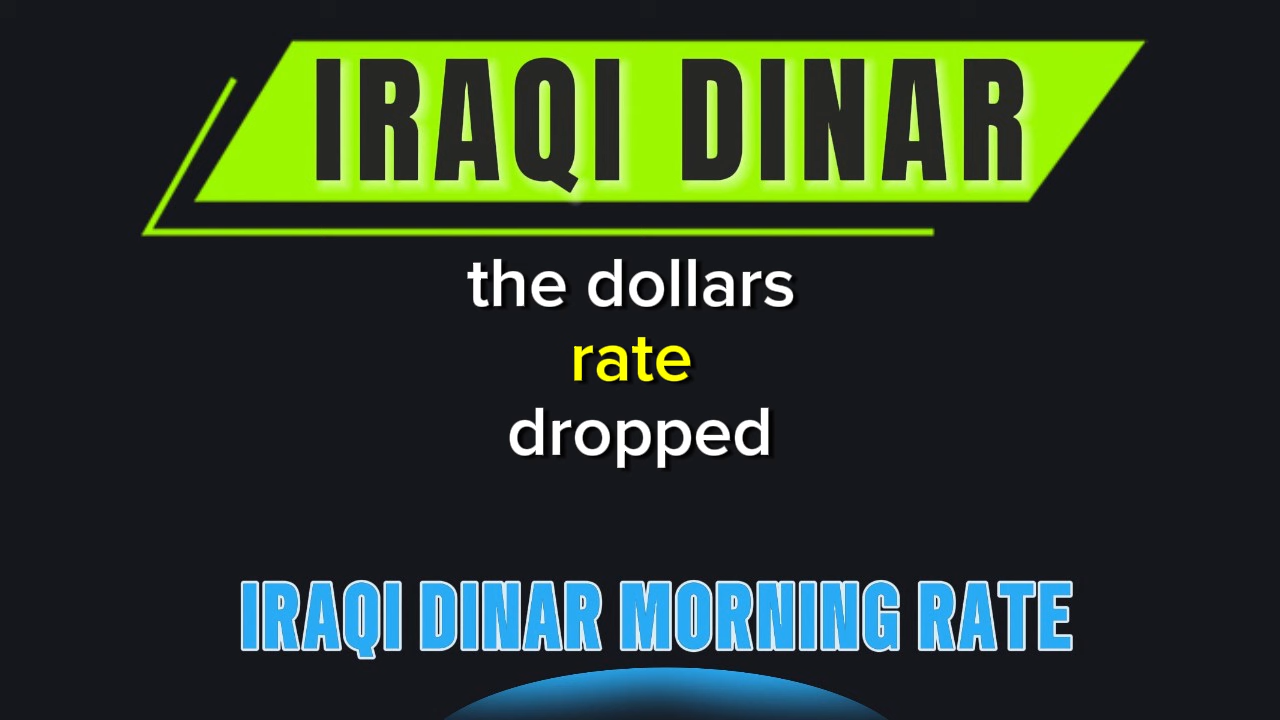 IRAQI DINAR
the dollars
rate
dropped
IRAQI DINAR MORNING RATE